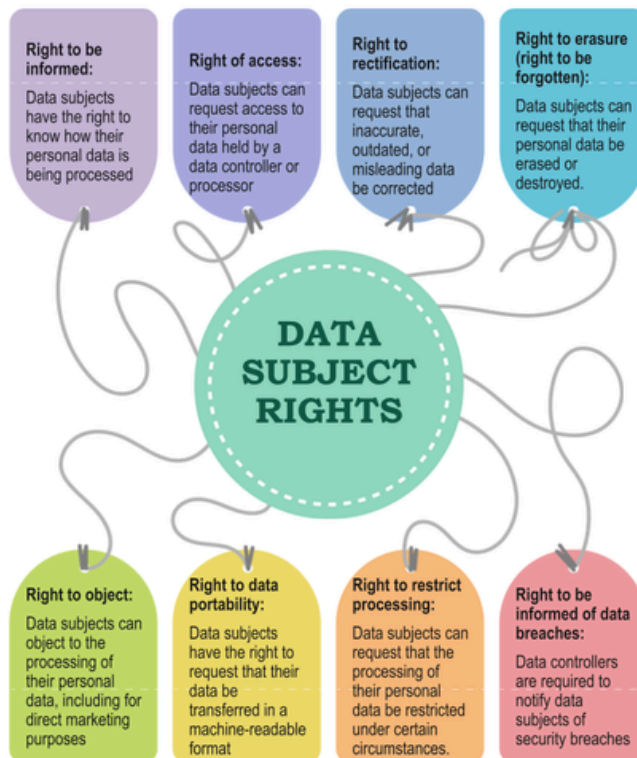 Right to be
informed:
Data subjects
have the right to
know how their
personal data is
being processed
Right of access:
Data subjects can
request access to
their personal
data held by a
data controller or
processor
Right to
rectification:
Data subjects can
request that
inaccurate,
outdated, or
misleading data
be corrected
Right to erasure
(right to be
forgotten):
Data subjects can
request that their
personal data be
erased or
destroyed.
DATA
SUBJECT
RIGHTS
Right to object:
Data subjects can
object to the
processing of
their personal
data, including for
direct marketing
purposes
Right to data
portability:
Data subjects
have the right to
request that their
data be
transferred in a
machine-readable
format
Right to restrict
processing:
Data subjects can
request that the
processing of
their personal
data be restricted
under certain
circumstances.
Right to be
informed of data
breaches:
Data controllers
are required to
notify data
subjects of
security breaches